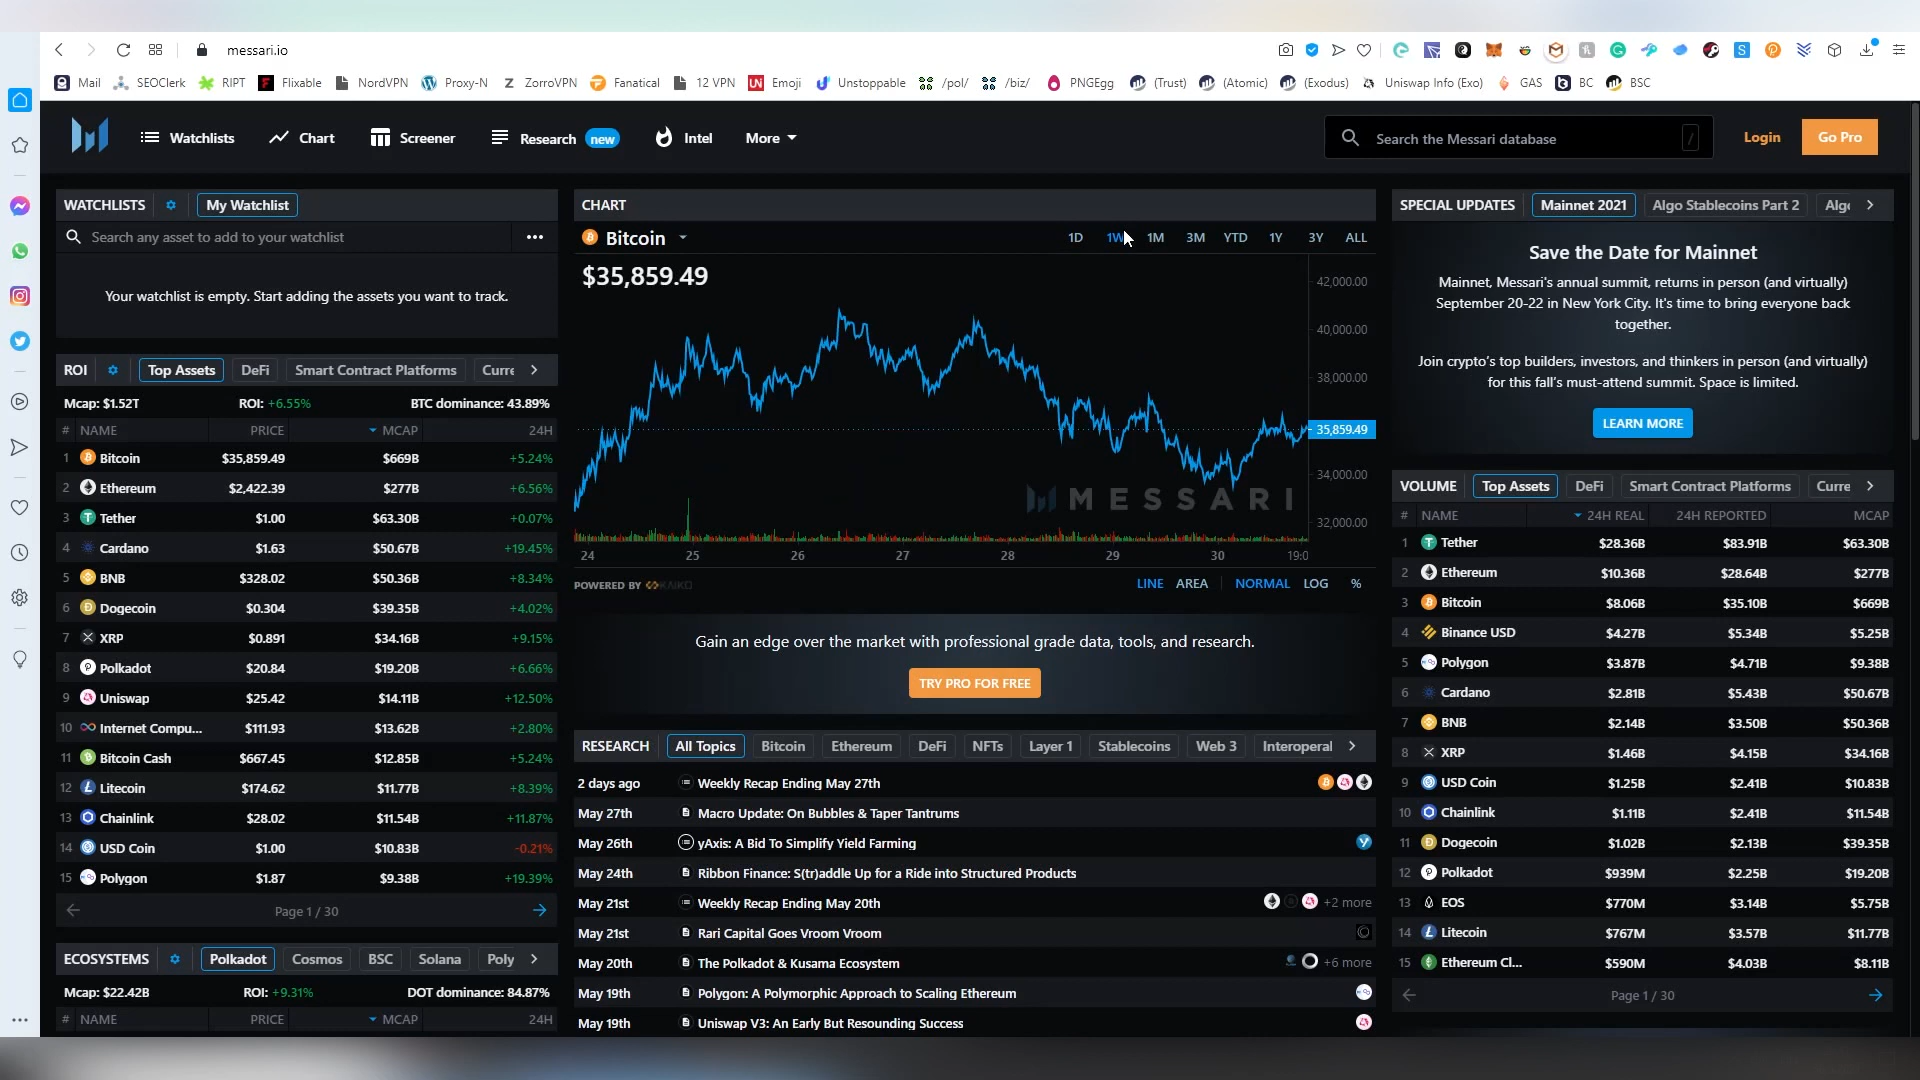 messari.io
Mail SEOClerk RIPT Flixable NordVPN Proxy-N ZorroVPN Fanatical 12 VPN Emoji Unstoppable /pol/ /biz/ PNGEgg (Trust) (Atomic) (Exodus) Uniswap Info (Exo) GAS BC BSC
Watchlists Chart Screener Research new Intel More Search the Messari database / Login Go Pro
WATCHLISTS My Watchlist
Search any asset to add to your watchlist
Your watchlist is empty. Start adding the assets you want to track.
ROI Top Assets DeFi Smart Contract Platforms Curre
Mcap: $1.52T ROI: +6.55% BTC dominance: 43.89%
# NAME PRICE MCAP 24H
1 Bitcoin $35,859.49 $669B +5.24%
2 Ethereum $2,422.39 $277B +6.56%
3 Tether $1.00 $63.30B +0.07%
4 Cardano $1.63 $50.67B +19.45%
5 BNB $328.02 $50.36B +8.34%
6 Dogecoin $0.304 $39.35B +4.02%
7 XRP $0.891 $34.16B +9.15%
8 Polkadot $20.84 $19.20B +6.66%
9 Uniswap $25.42 $14.11B +12.50%
10 Internet Compu... $111.93 $13.62B +2.80%
11 Bitcoin Cash $667.45 $12.85B +5.24%
12 Litecoin $174.62 $11.77B +8.39%
13 Chainlink $28.02 $11.54B +11.87%
14 USD Coin $1.00 $10.83B -0.21%
15 Polygon $1.87 $9.38B +19.39%
Page 1 / 30
ECOSYSTEMS Polkadot Cosmos BSC Solana Poly
Mcap: $22.42B ROI: +9.31% DOT dominance: 84.87%
# NAME PRICE MCAP 24H
CHART
Bitcoin 1D 1W 1M 3M YTD 1Y 3Y ALL
$35,859.49
42,000.00
40,000.00
38,000.00
35,859.49
34,000.00
MESSARI
32,000.00
24 25 26 27 28 29 30 19:0
POWERED BY KAIKO LINE AREA NORMAL LOG %
Gain an edge over the market with professional grade data, tools, and research.
TRY PRO FOR FREE
RESEARCH All Topics Bitcoin Ethereum DeFi NFTs Layer 1 Stablecoins Web 3 Interoperal
2 days ago Weekly Recap Ending May 27th
May 27th Macro Update: On Bubbles & Taper Tantrums
May 26th yAxis: A Bid To Simplify Yield Farming
May 24th Ribbon Finance: S(tr)addle Up for a Ride into Structured Products
May 21st Weekly Recap Ending May 20th +2 more
May 21st Rari Capital Goes Vroom Vroom
May 20th The Polkadot & Kusama Ecosystem +6 more
May 19th Polygon: A Polymorphic Approach to Scaling Ethereum
May 19th Uniswap V3: An Early But Resounding Success
SPECIAL UPDATES Mainnet 2021 Algo Stablecoins Part 2 Algo
Save the Date for Mainnet
Mainnet, Messari's annual summit, returns in person (and virtually)
September 20-22 in New York City. It's time to bring everyone back
together.
Join crypto's top builders, investors, and thinkers in person (and virtually)
for this fall's must-attend summit. Space is limited.
LEARN MORE
VOLUME Top Assets DeFi Smart Contract Platforms Curre
# NAME 24H REAL 24H REPORTED MCAP
1 Tether $28.36B $83.91B $63.30B
2 Ethereum $10.36B $28.64B $277B
3 Bitcoin $8.06B $35.10B $669B
4 Binance USD $4.27B $5.34B $5.25B
5 Polygon $3.87B $4.71B $9.38B
6 Cardano $2.81B $5.43B $50.67B
7 BNB $2.14B $3.50B $50.36B
8 XRP $1.46B $4.15B $34.16B
9 USD Coin $1.25B $2.41B $10.83B
10 Chainlink $1.11B $2.41B $11.54B
11 Dogecoin $1.02B $2.13B $39.35B
12 Polkadot $939M $2.25B $19.20B
13 EOS $770M $3.14B $5.75B
14 Litecoin $767M $3.57B $11.77B
15 Ethereum Cl... $590M $4.03B $8.11B
Page 1 / 30